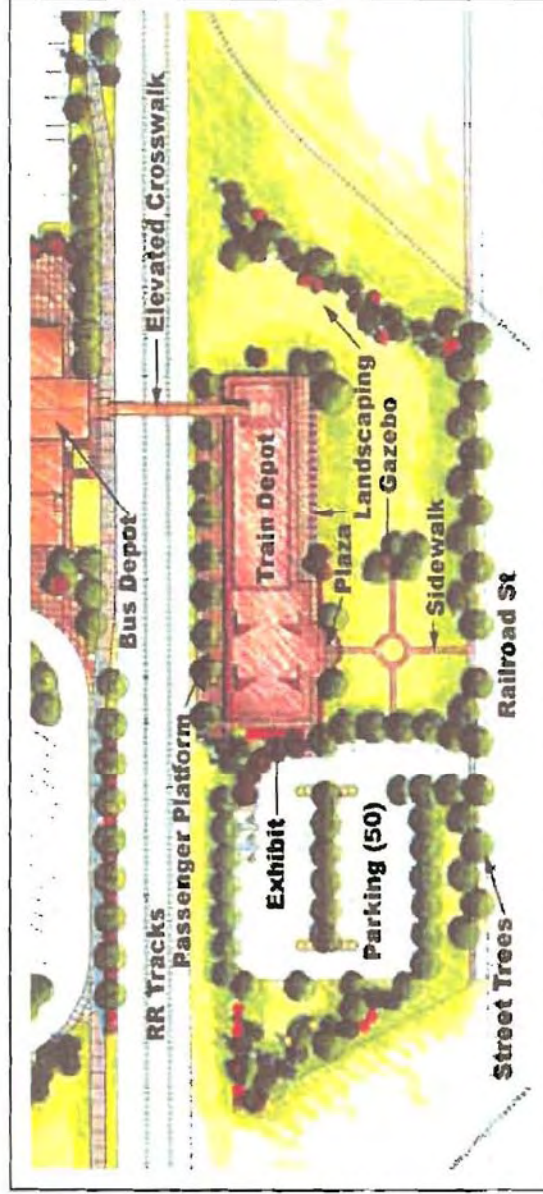 Elevated Crosswalk
Bus Depot
RR Tracks
Passenger Platform
Train Depot
Landscaping
Gazebo
Plaza
Sidewalk
Exhibit
Parking (50)
Railroad St
Street Trees